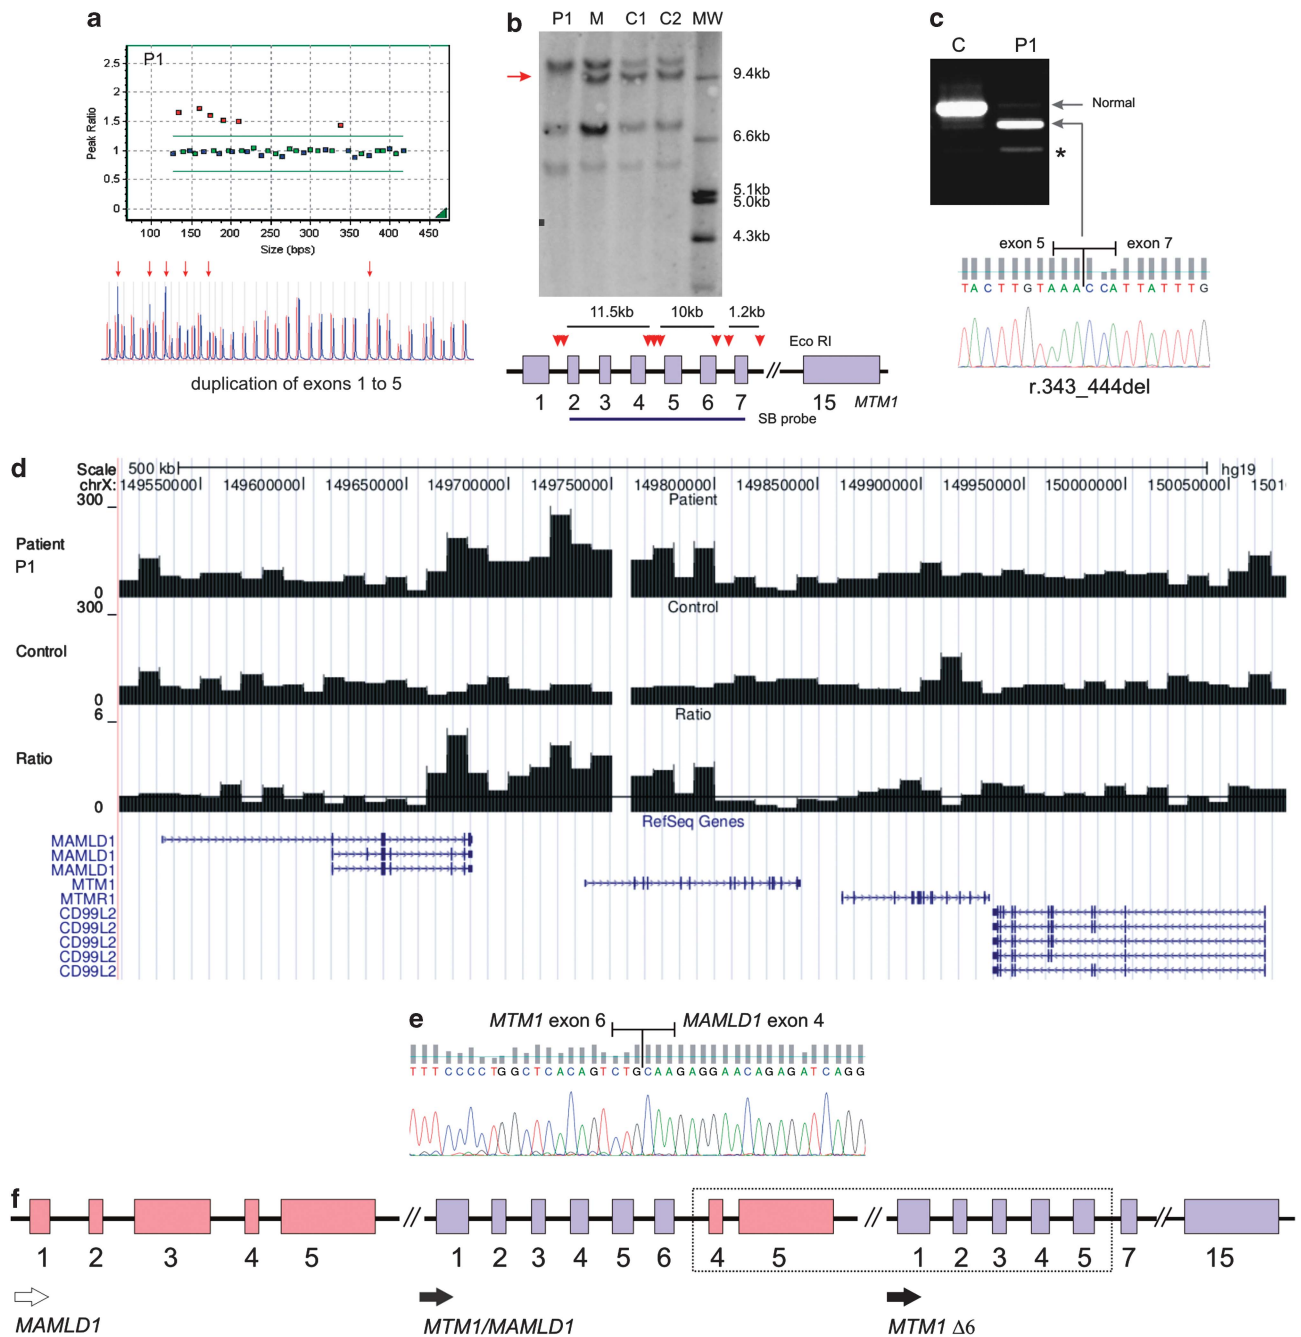 a
P1
2.5
2
1.5
1
0.5
0
Peak Ratio
100 150 200 250 300 350 400 450
Size (bps)
duplication of exons 1 to 5
b
P1 M C1 C2 MW
9.4kb
6.6kb
5.1kb
5.0kb
4.3kb
11.5kb 10kb 1.2kb
Eco RI
1 2 3 4 5 6 7 15 MTM1
SB probe
c
C P1
Normal
*
exon 5 exon 7
TACTTGTAAACCATTATTTG
r.343_444del
d
Scale 500 kb hg19
chrX: 149550000 149600000 149650000 149700000 149750000 149800000 149850000 149900000 149950000 150000000 150050000 1501
Patient
300
Patient
P1
0
Control
300
Control
0
Ratio
6
Ratio
0
RefSeq Genes
MAMLD1
MAMLD1
MAMLD1
MTM1
MTMR1
CD99L2
CD99L2
CD99L2
CD99L2
CD99L2
e
MTM1 exon 6 MAMLD1 exon 4
TTTCCCCTGGCTCACAGTCTGCAAGAGGAACAGAGATCAGG
f
1 2 3 4 5 1 2 3 4 5 6 4 5 1 2 3 4 5 7 15
MAMLD1 MTM1/MAMLD1 MTM1 Δ6